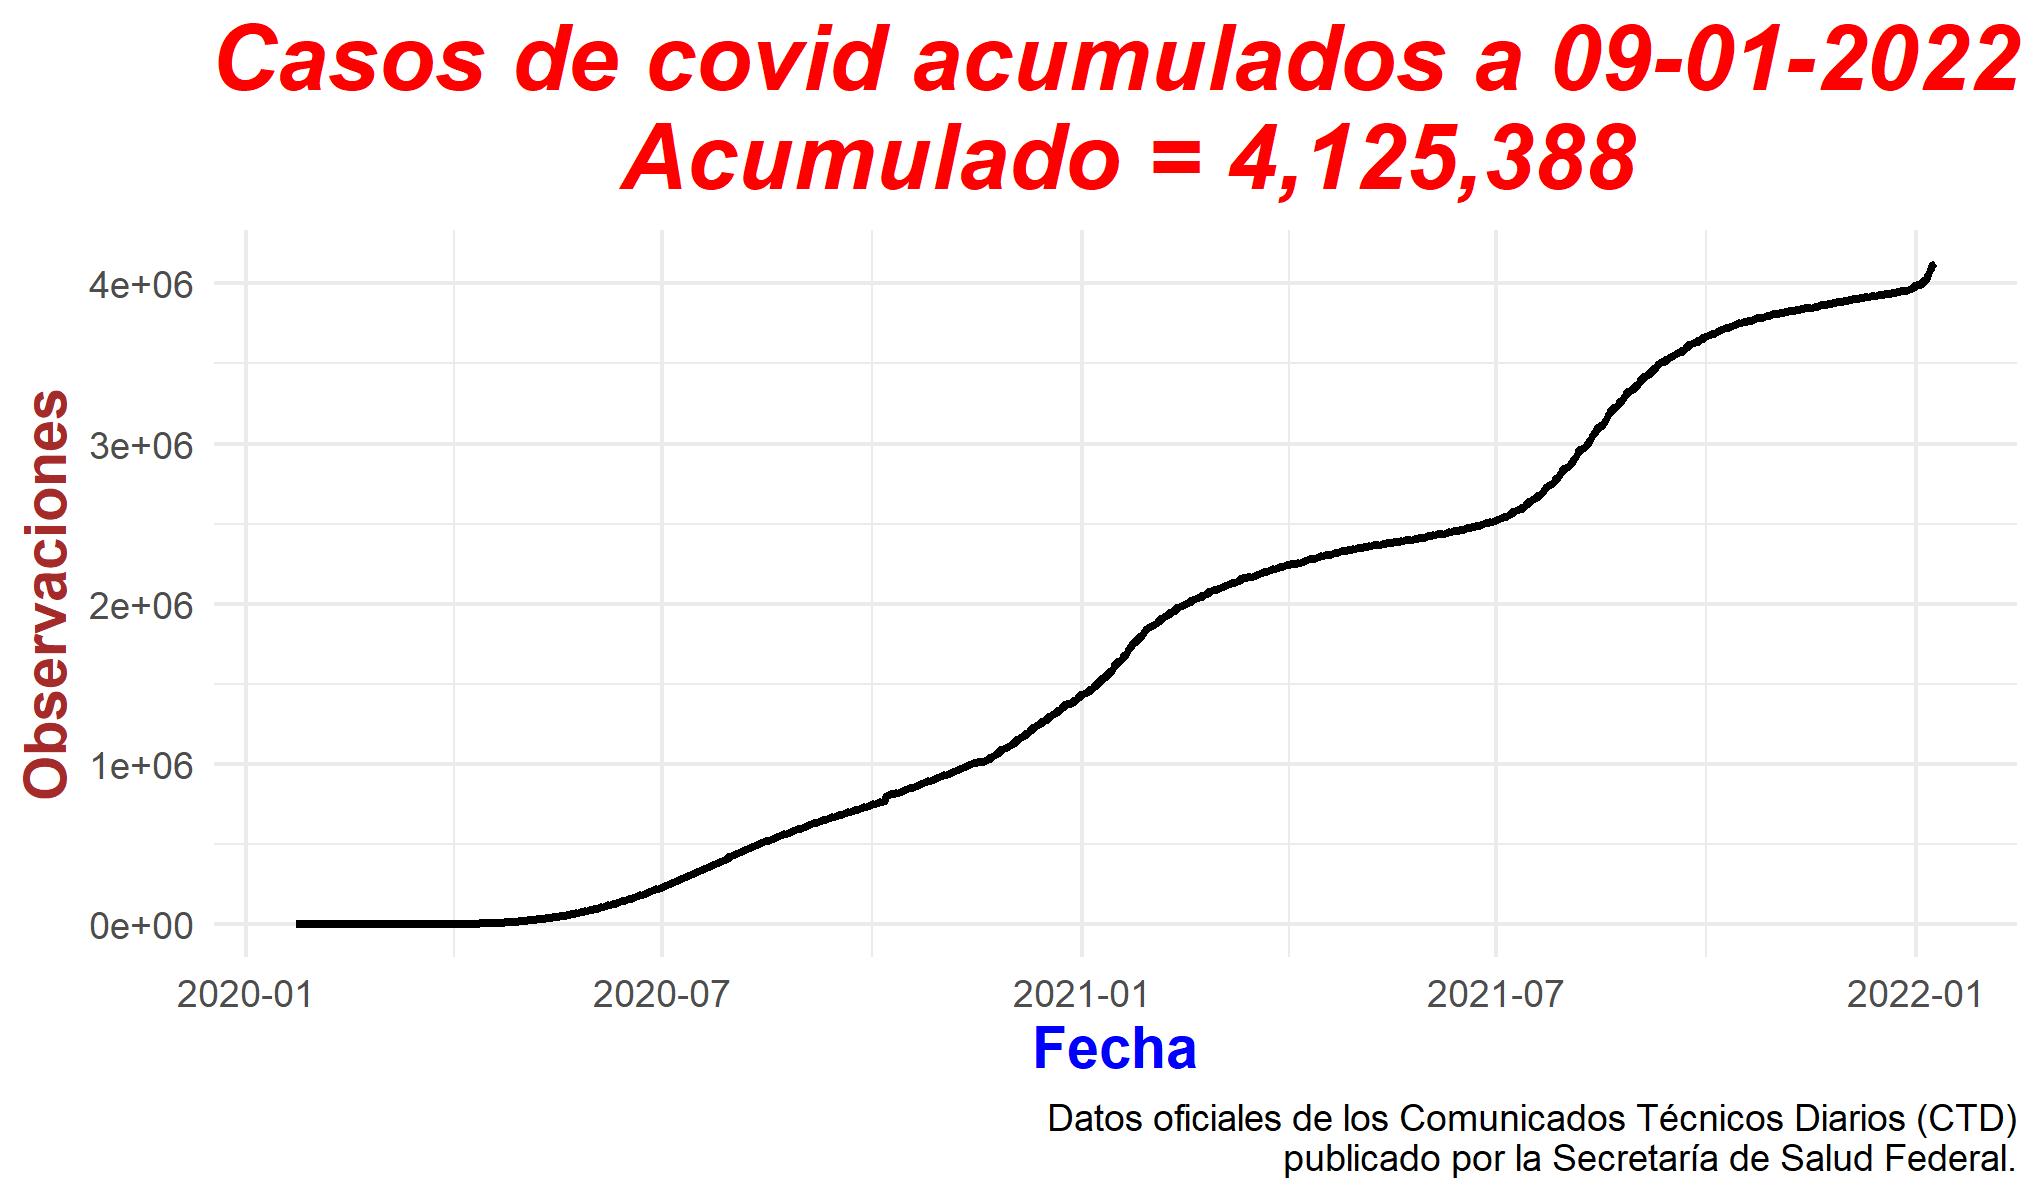 Casos de covid acumulados a 09-01-2022
Acumulado = 4,125,388
Observaciones
4e+06
3e+06
2e+06
1e+06
0e+00
2020-01
2020-07
2021-01
2021-07
2022-01
Fecha
Datos oficiales de los Comunicados Técnicos Diarios (CTD)
publicado por la Secretaría de Salud Federal.